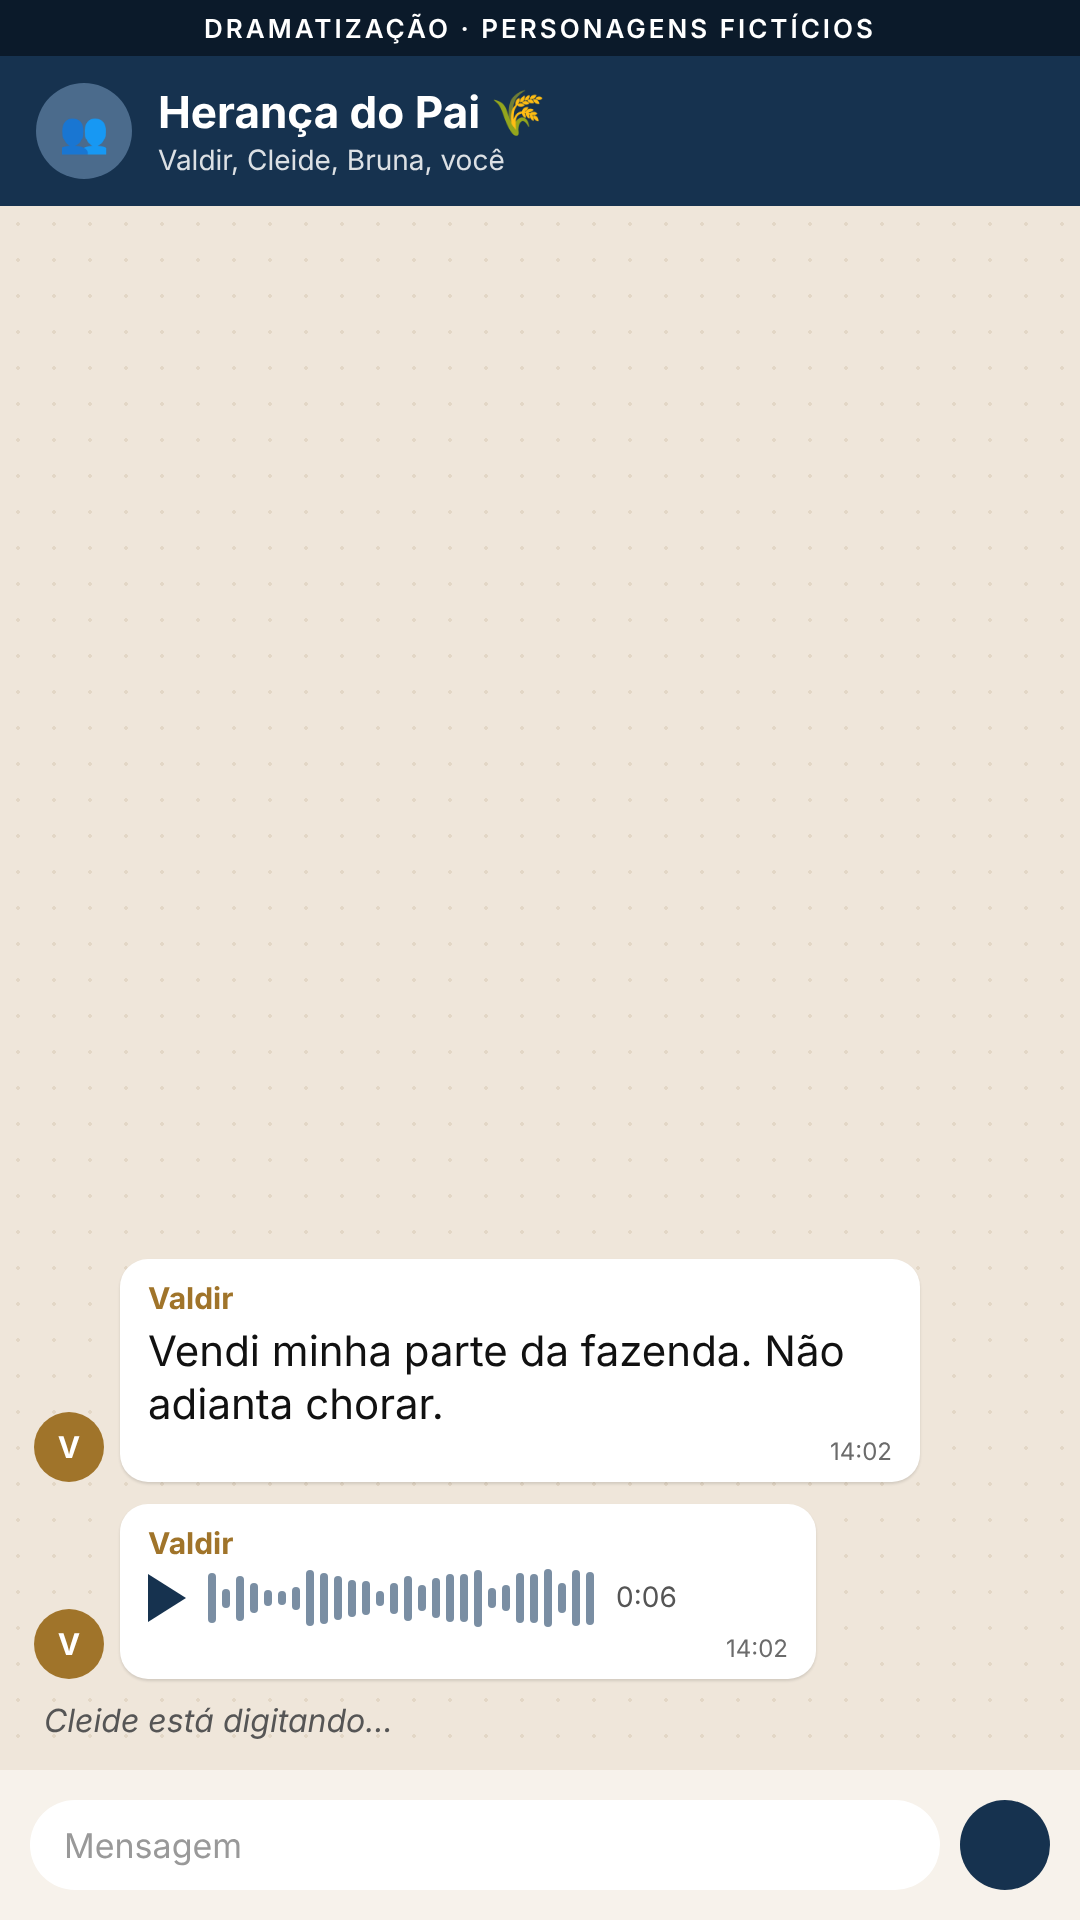 DRAMATIZAÇÃO · PERSONAGENS FICTÍCIOS
Herança do Pai 🌾
Valdir, Cleide, Bruna, você
Valdir
Vendi minha parte da fazenda. Não
adianta chorar.
V
14:02
Valdir
0:06
V
14:02
Cleide está digitando...
Mensagem